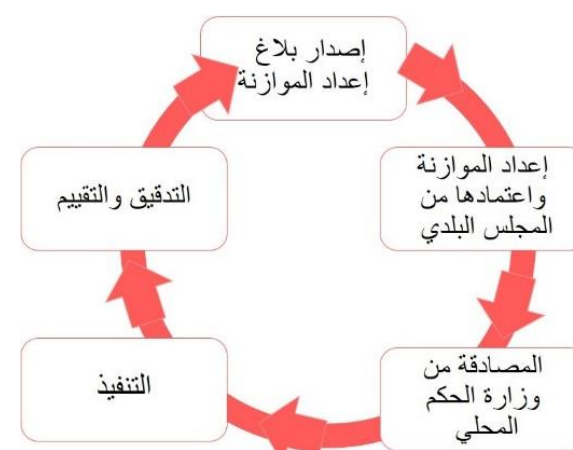 إصدار بلاغ
إعداد الموازنة
إعداد الموازنة
واعتمادها من
المجلس البلدي
المصادقة من
وزارة الحكم
المحلي
التنفيذ
التدقيق والتقييم